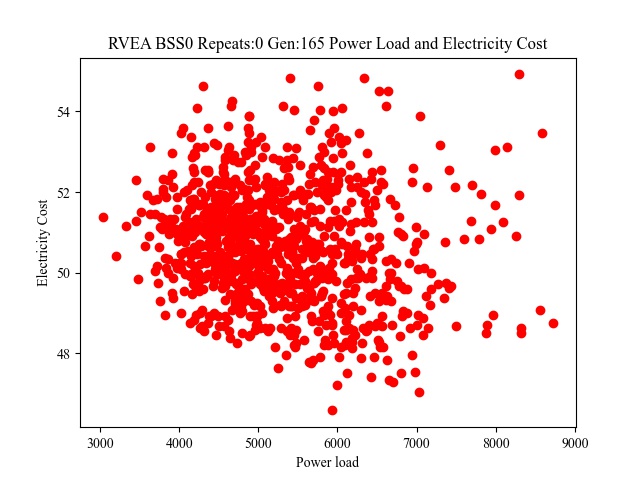 RVEA BSS0 Repeats:0 Gen:165 Power Load and Electricity Cost
Electricity Cost
54
52
50
48
3000 4000 5000 6000 7000 8000 9000
Power load